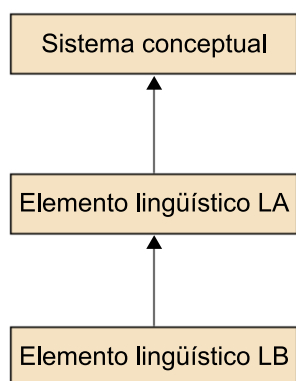 Sistema conceptual
Elemento lingüístico LA
Elemento lingüístico LB